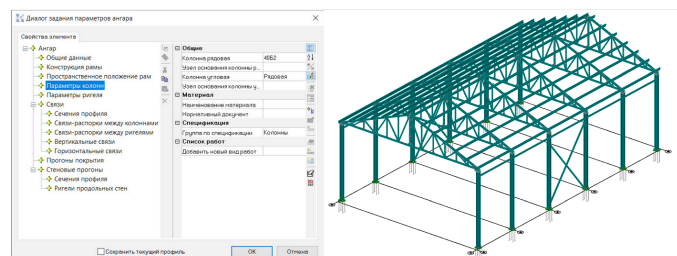 Диалог задания параметров ангара
Свойства элемента
Ангар
Общие данные
Конструкция рамы
Пространственное положение рам
Параметры колонн
Параметры ригеля
Связи
Сечения профиля
Связи-распорки между колоннами
Связи-распорки между ригелями
Вертикальные связи
Горизонтальные связи
Прогоны покрытия
Стеновые прогоны
Сечения профиля
Ригели продольных стен
Общие
Колонна рядовая 40Б2
Узел основания колонны р...
Колонна угловая Рядовая
Узел основания колонны у...
Материал
Наименование материала
Нормативный документ
Спецификация
Группа по спецификации Колонны
Список работ
Добавить новый вид работ
Сохранить текущий профиль
ОК
Отмена